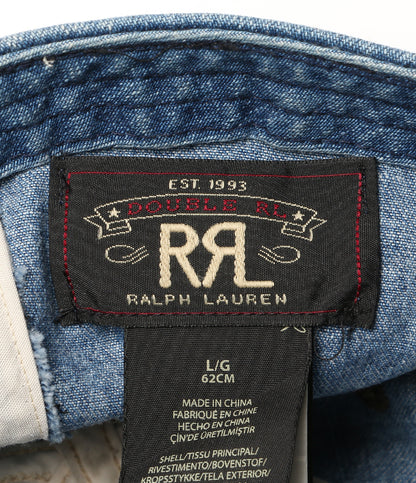 EST. 1993
DOUBLE RL
RRL
RALPH LAUREN
L/G
62CM
MADE IN CHINA
FABRIQUÉ EN CHINE
HECHO EN CHINA
ÇİN'DE ÜRETİLMİŞTİR
SHELL/TISSU PRINCIPAL/
RIVESTIMENTO/BOVENSTOF/
KROPSSTYKKE/TELA EXTERIOR/